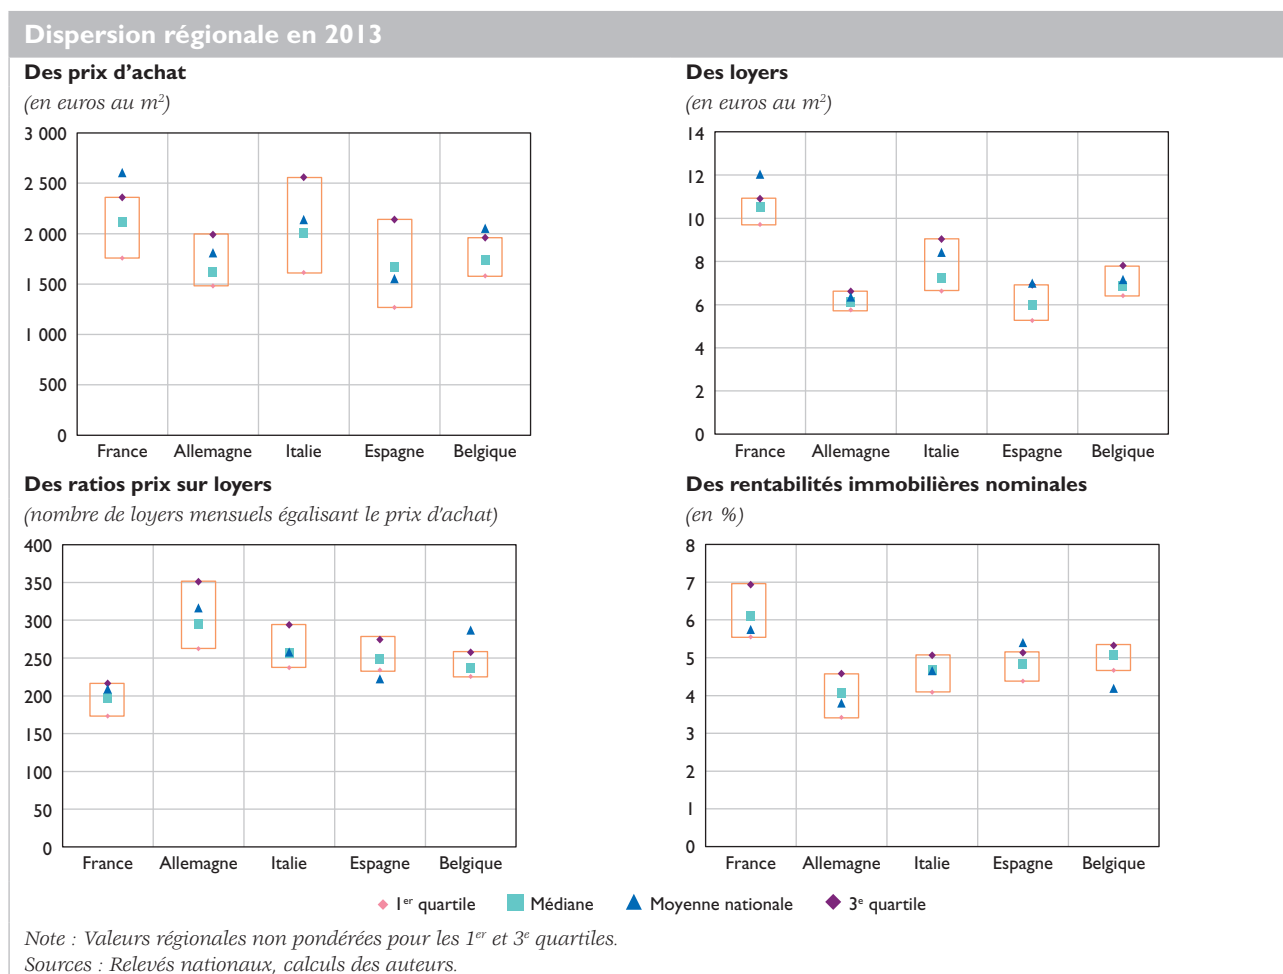 Dispersion régionale en 2013
Des prix d'achat
(en euros au m²)
3 000
2 500
2 000
1 500
1 000
500
0
France Allemagne Italie Espagne Belgique
Des loyers
(en euros au m²)
14
12
10
8
6
4
2
0
France Allemagne Italie Espagne Belgique
Des ratios prix sur loyers
(nombre de loyers mensuels égalisant le prix d'achat)
400
350
300
250
200
150
100
50
0
France Allemagne Italie Espagne Belgique
Des rentabilités immobilières nominales
(en %)
8
7
6
5
4
3
2
1
0
France Allemagne Italie Espagne Belgique
1er quartile Médiane Moyenne nationale 3e quartile
Note : Valeurs régionales non pondérées pour les 1er et 3e quartiles.
Sources : Relevés nationaux, calculs des auteurs.